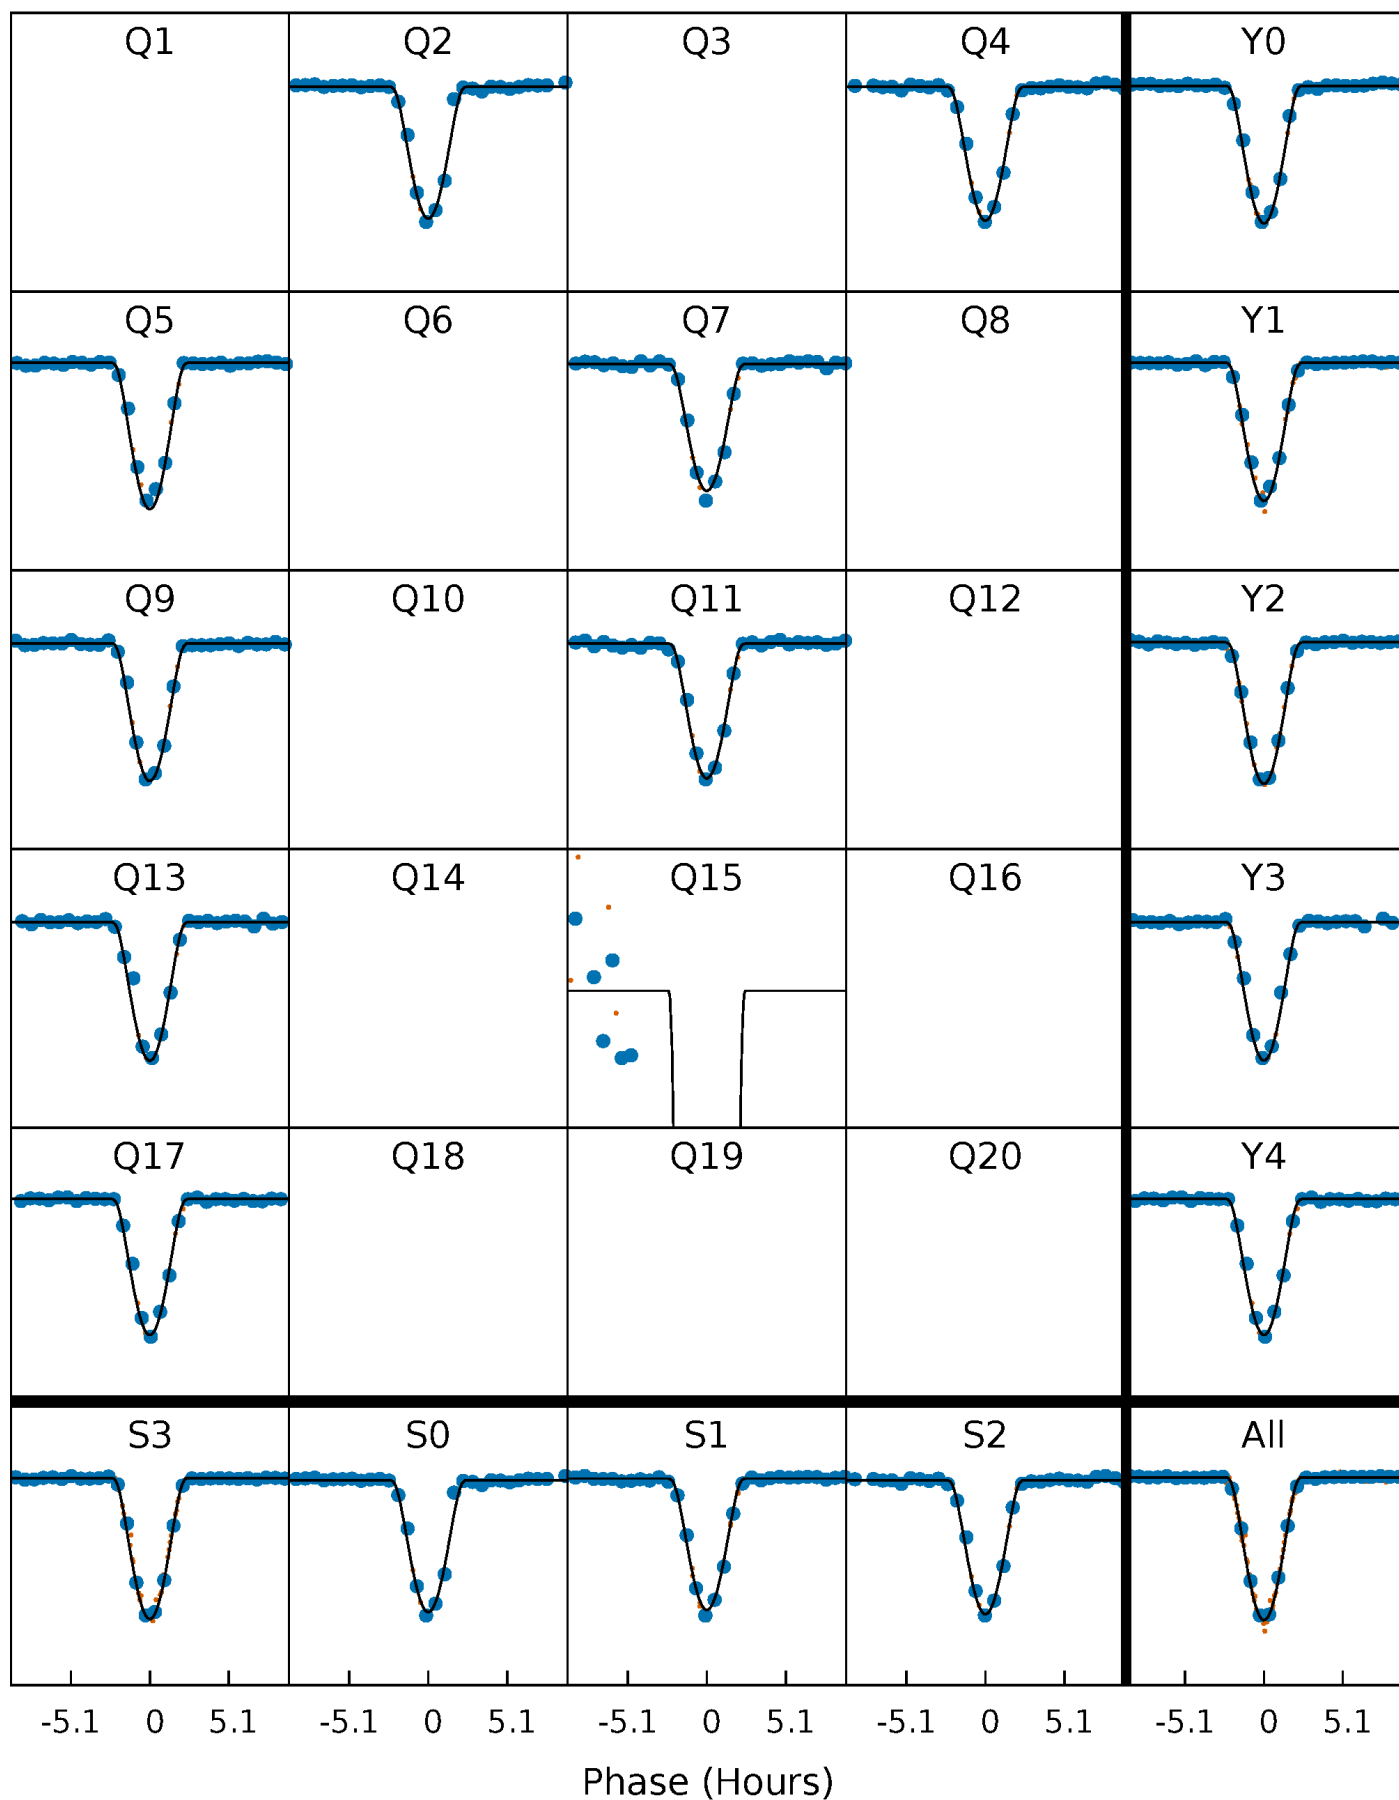 Q1 Q2 Q3 Q4 Y0
Q5 Q6 Q7 Q8 Y1
Q9 Q10 Q11 Q12 Y2
Q13 Q14 Q15 Q16 Y3
Q17 Q18 Q19 Q20 Y4
S3 S0 S1 S2 All
-5.1 0 5.1 -5.1 0 5.1 -5.1 0 5.1 -5.1 0 5.1 -5.1 0 5.1
Phase (Hours)